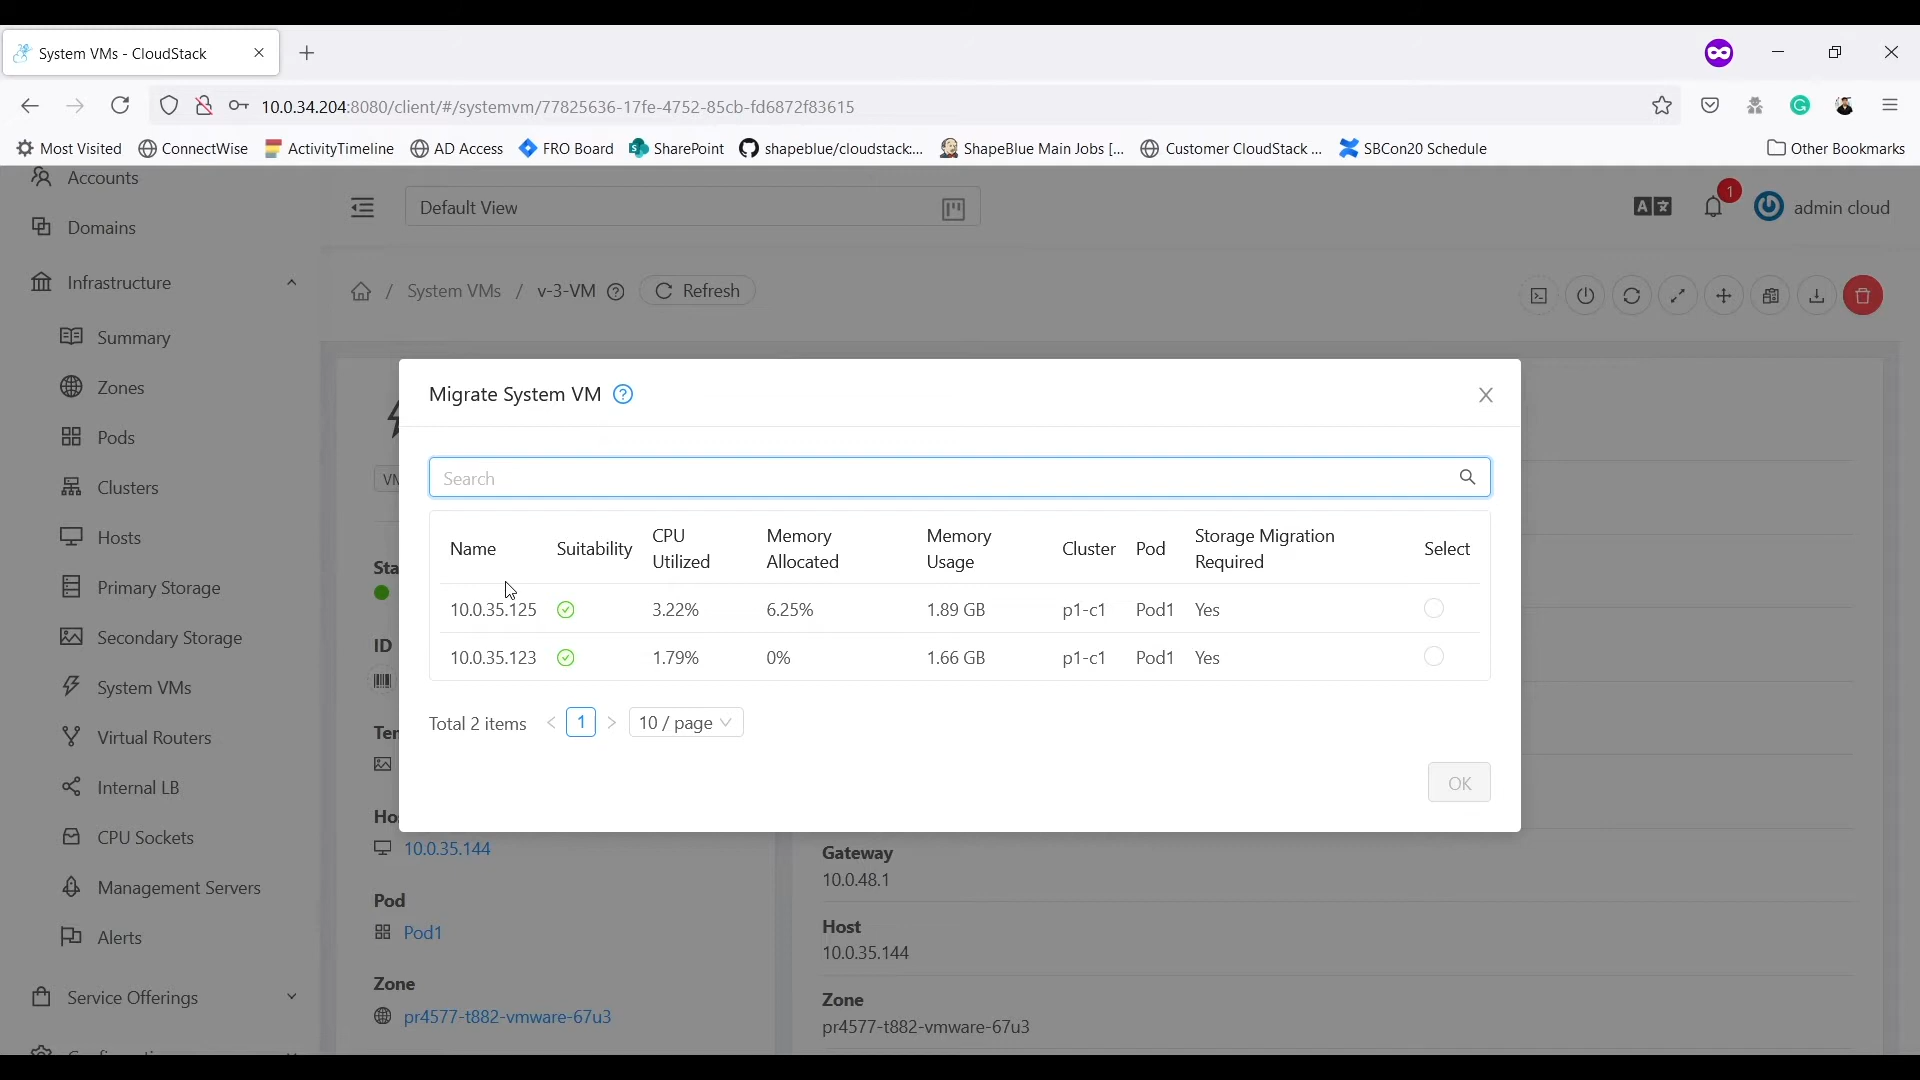 System VMs - CloudStack
10.0.34.204:8080/client/#/systemvm/77825636-17fe-4752-85cb-fd6872f83615
Most Visited ConnectWise ActivityTimeline AD Access FRO Board SharePoint shapeblue/cloudstack:... ShapeBlue Main Jobs [... Customer CloudStack ... SBCon20 Schedule Other Bookmarks
Accounts
Default View
1
admin cloud
Domains
Infrastructure
System VMs / v-3-VM Refresh
Summary
Zones
Pods
Clusters
Hosts
Primary Storage
Secondary Storage
System VMs
Virtual Routers
Internal LB
CPU Sockets
Management Servers
Alerts
Service Offerings
Migrate System VM
Search
Name Suitability CPU Utilized Memory Allocated Memory Usage Cluster Pod Storage Migration Required Select
10.0.35.125 3.22% 6.25% 1.89 GB p1-c1 Pod1 Yes
10.0.35.123 1.79% 0% 1.66 GB p1-c1 Pod1 Yes
Total 2 items < 1 > 10 / page
OK
VM
Sta
ID
Ten
Hos
10.0.35.144
Pod
Pod1
Zone
pr4577-t882-vmware-67u3
Gateway
10.0.48.1
Host
10.0.35.144
Zone
pr4577-t882-vmware-67u3